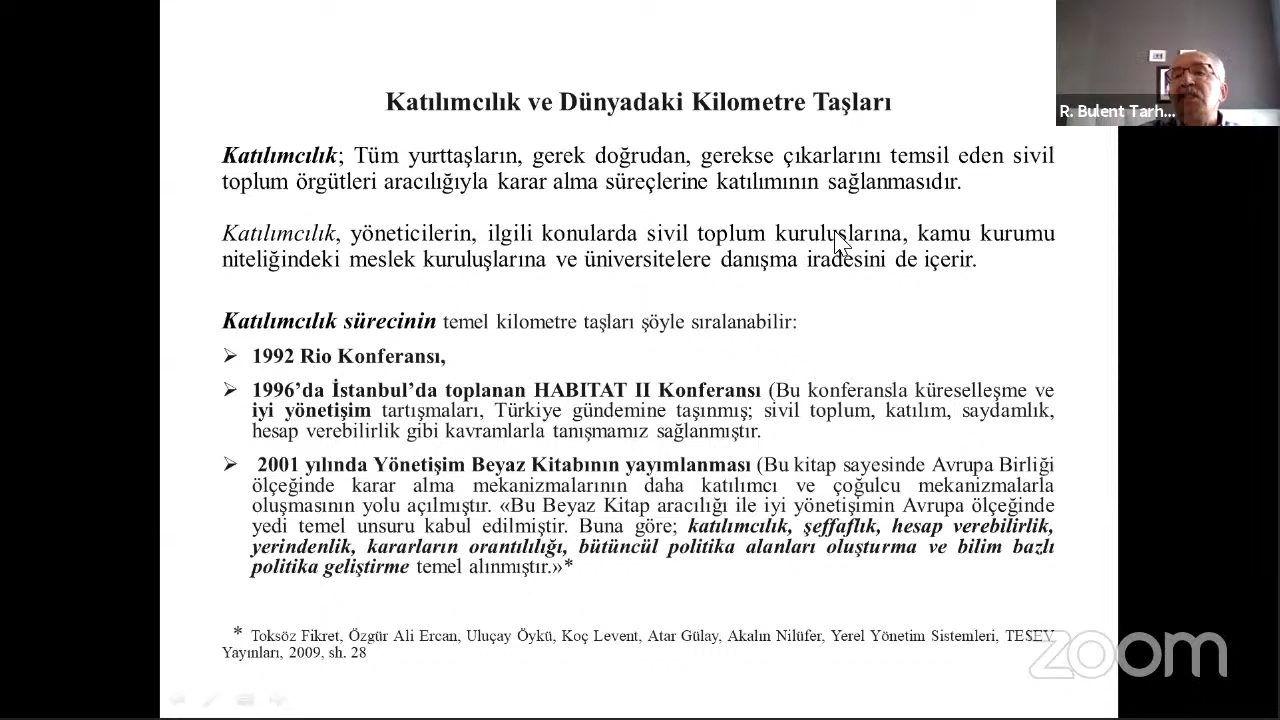 Katılımcılık ve Dünyadaki Kilometre Taşları
R. Bulent Tarh...
Katılımcılık; Tüm yurttaşların, gerek doğrudan, gerekse çıkarlarını temsil eden sivil
toplum örgütleri aracılığıyla karar alma süreçlerine katılımının sağlanmasıdır.
Katılımcılık, yöneticilerin, ilgili konularda sivil toplum kuruluşlarına, kamu kurumu
niteliğindeki meslek kuruluşlarına ve üniversitelere danışma iradesini de içerir.
Katılımcılık sürecinin temel kilometre taşları şöyle sıralanabilir:
➢ 1992 Rio Konferansı,
➢ 1996’da İstanbul’da toplanan HABITAT II Konferansı (Bu konferansla küreselleşme ve
iyi yönetişim tartışmaları, Türkiye gündemine taşınmış; sivil toplum, katılım, saydamlık,
hesap verebilirlik gibi kavramlarla tanışmamız sağlanmıştır.
➢ 2001 yılında Yönetişim Beyaz Kitabının yayımlanması (Bu kitap sayesinde Avrupa Birliği
ölçeğinde karar alma mekanizmalarının daha katılımcı ve çoğulcu mekanizmalarla
oluşmasının yolu açılmıştır. «Bu Beyaz Kitap aracılığı ile iyi yönetişimin Avrupa ölçeğinde
yedi temel unsuru kabul edilmiştir. Buna göre; katılımcılık, şeffaflık, hesap verebilirlik,
yerindenlik, kararların orantılılığı, bütüncül politika alanları oluşturma ve bilim bazlı
politika geliştirme temel alınmıştır.»*
* Toksöz Fikret, Özgür Ali Ercan, Uluçay Öykü, Koç Levent, Atar Gülay, Akalın Nilüfer, Yerel Yönetim Sistemleri, TESEV
Yayınları, 2009, sh. 28
zoom